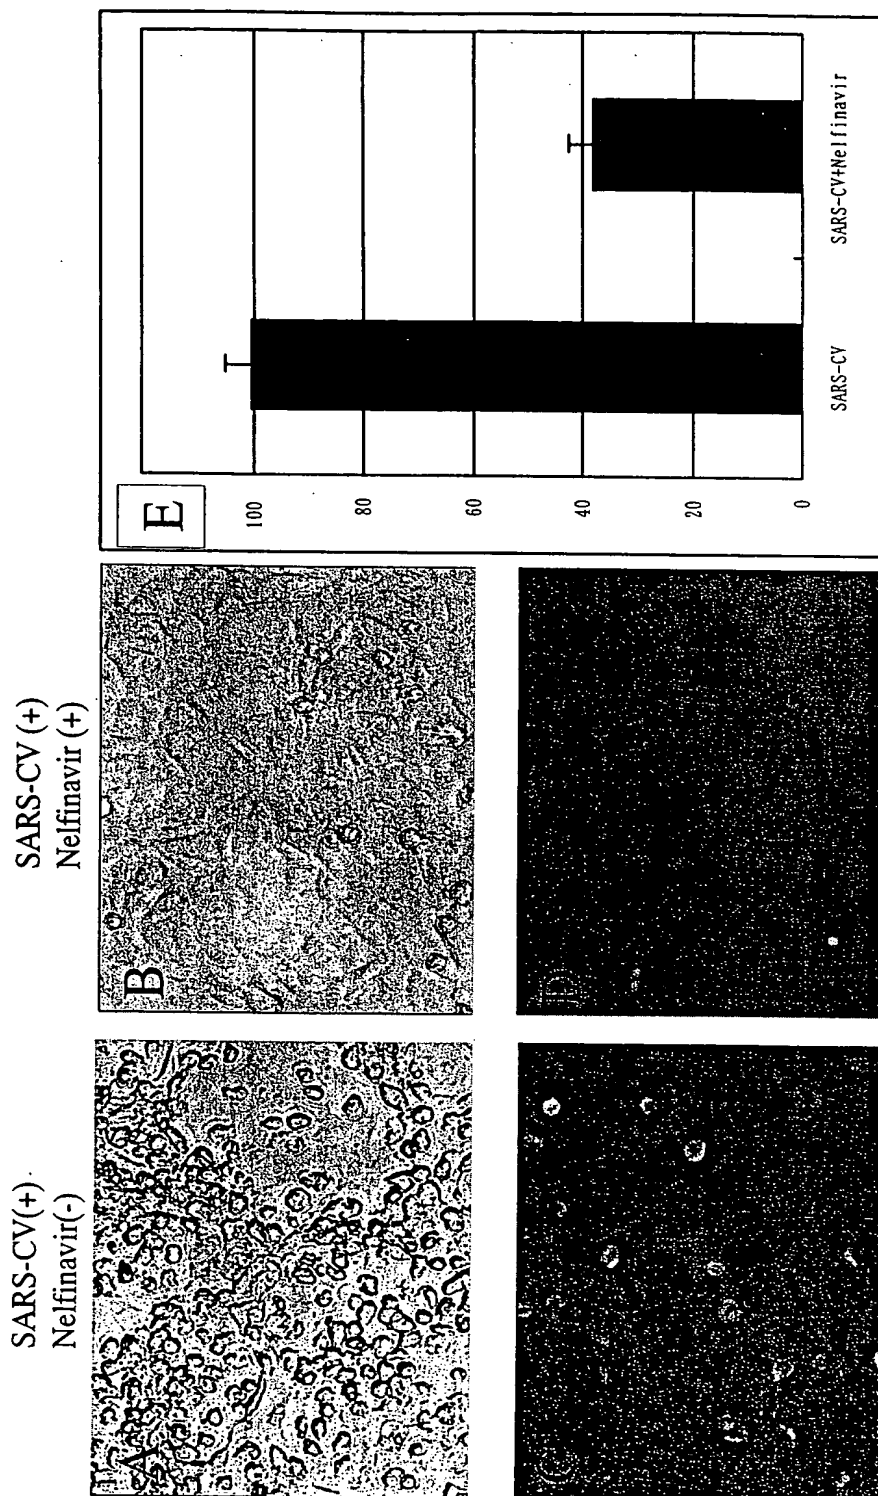 SARS-CV(+)
Nelfinavir(-)
SARS-CV (+)
Nelfinavir (+)
A
B
C
D
E
100
80
60
40
20
0
SARS-CV
SARS-CV+Nelfinavir